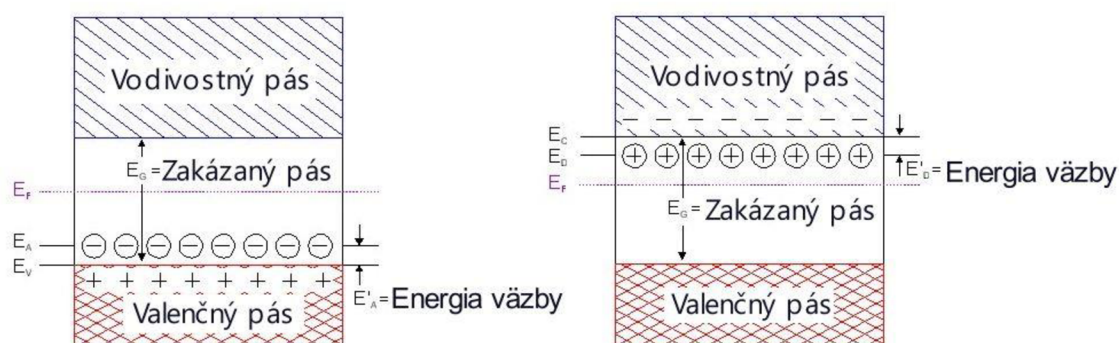 Vodivostný pás
E_G = Zakázaný pás
E_F
E_A
E_V
− − − − − − − −
+ + + + + + + +
E'_A = Energia väzby
Valenčný pás
Vodivostný pás
− − − − − − − −
E_C
E_D
+ + + + + + + +
E'_D = Energia väzby
E_F
E_G = Zakázaný pás
Valenčný pás